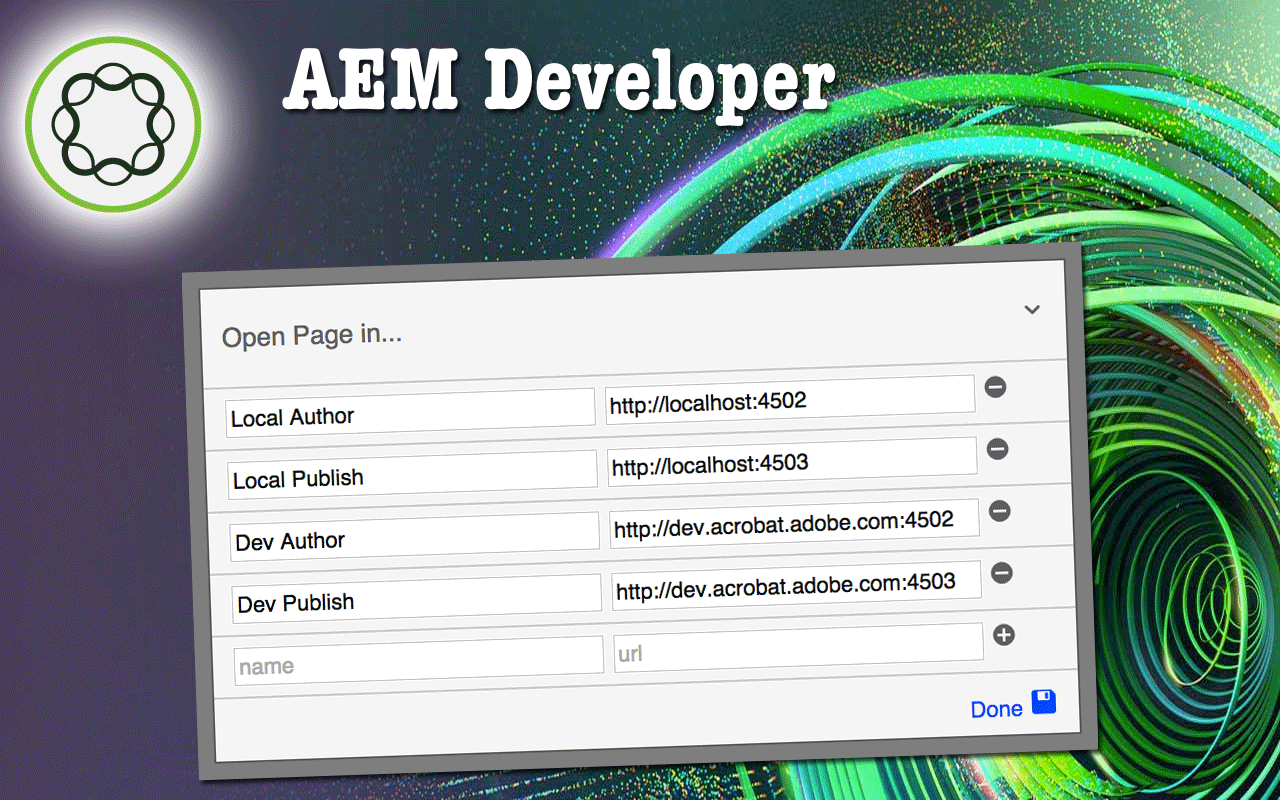 AEM Developer
Open Page in...
Local Author http://localhost:4502
Local Publish http://localhost:4503
Dev Author http://dev.acrobat.adobe.com:4502
Dev Publish http://dev.acrobat.adobe.com:4503
name url
Done